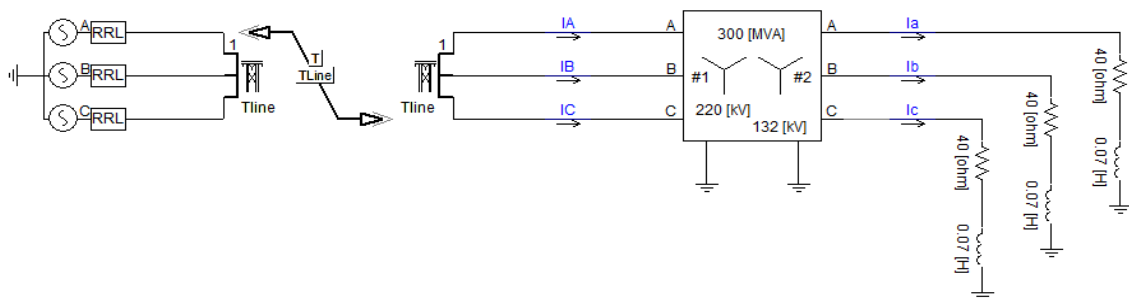 A
RRL
1
B
RRL
C
RRL
Tline
T
TLine
1
Tline
IA
IB
IC
A
B
C
300 [MVA]
#1
#2
220 [kV]
132 [kV]
A
B
C
Ia
Ib
Ic
40 [ohm]
0.07 [H]
40 [ohm]
0.07 [H]
40 [ohm]
0.07 [H]